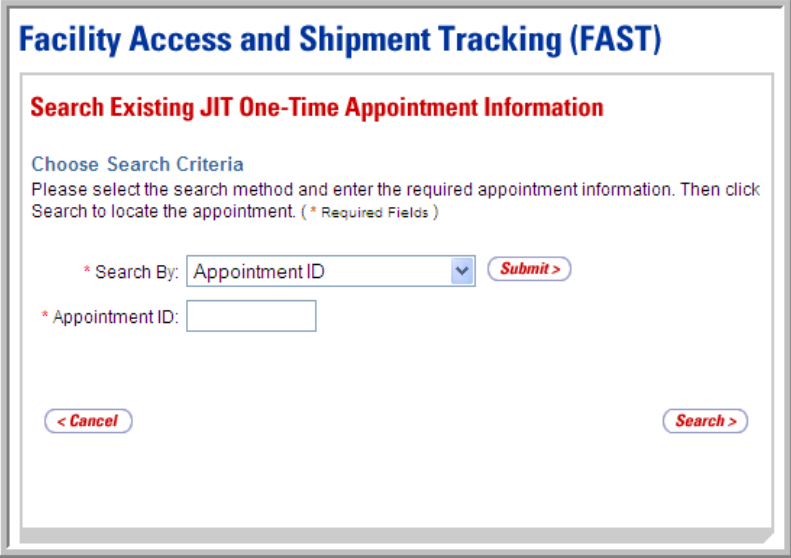 Facility Access and Shipment Tracking (FAST)
Search Existing JIT One-Time Appointment Information
Choose Search Criteria
Please select the search method and enter the required appointment information. Then click
Search to locate the appointment. ( * Required Fields )
* Search By: Appointment ID Submit >
* Appointment ID:
< Cancel Search >